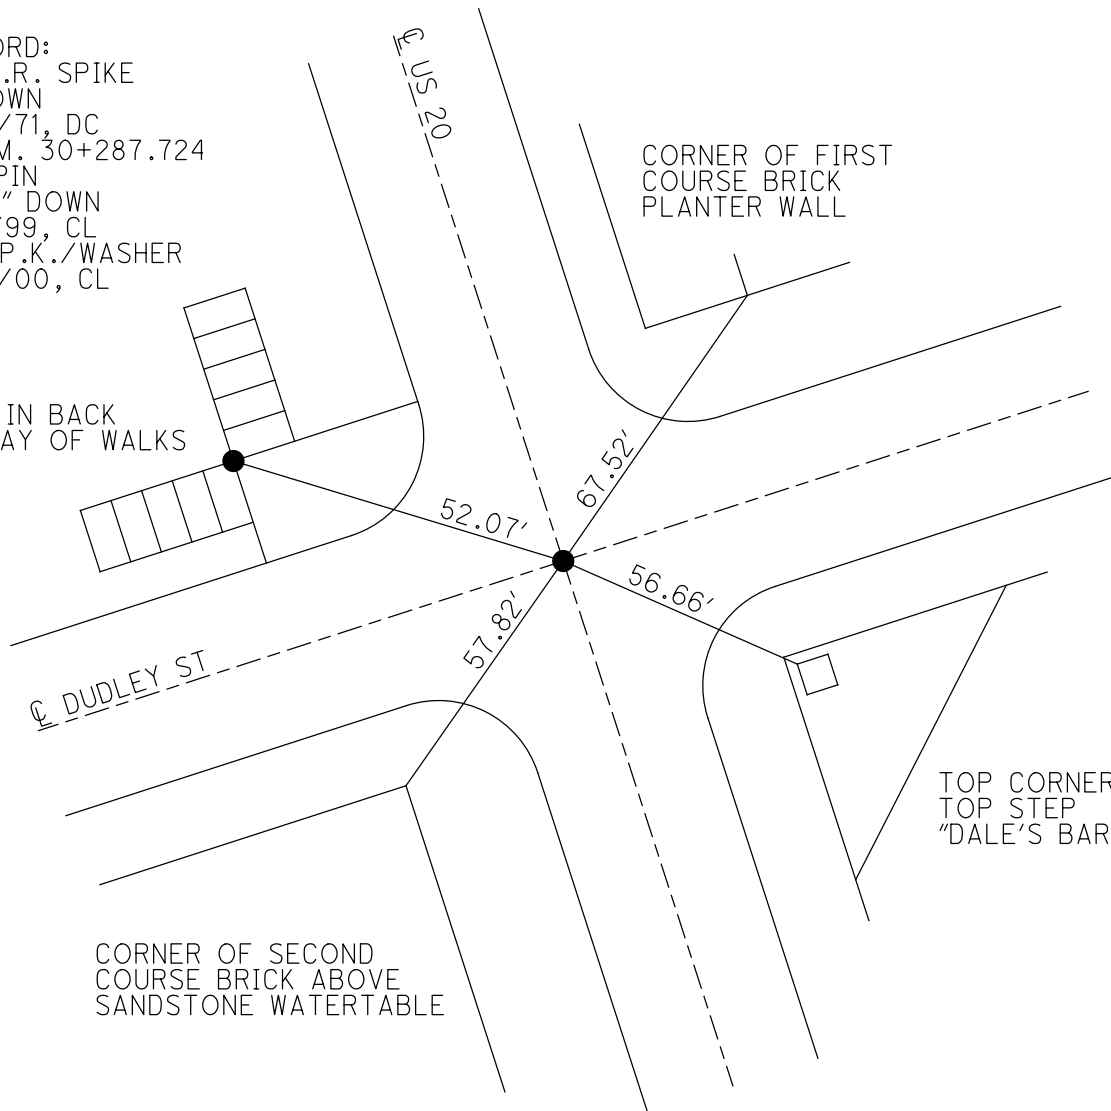 ORD:
.R. SPIKE
OWN
/71, DC
M. 30+287.724
PIN
″ DOWN
/99, CL
P.K./WASHER
/00, CL
℄ US 20
CORNER OF FIRST
COURSE BRICK
PLANTER WALL
IN BACK
AY OF WALKS
67.52′
52.07′
56.66′
57.82′
℄ DUDLEY ST
TOP CORNER
TOP STEP
″DALE′S BAR
CORNER OF SECOND
COURSE BRICK ABOVE
SANDSTONE WATERTABLE